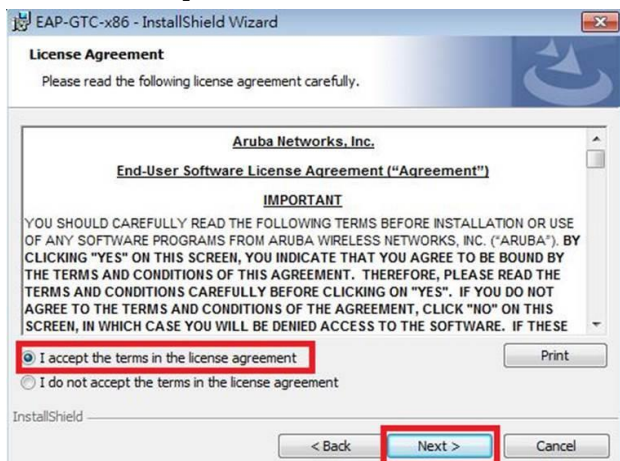 EAP-GTC-x86 - InstallShield Wizard
License Agreement
Please read the following license agreement carefully.
Aruba Networks, Inc.
End-User Software License Agreement ("Agreement")
IMPORTANT
YOU SHOULD CAREFULLY READ THE FOLLOWING TERMS BEFORE INSTALLATION OR USE
OF ANY SOFTWARE PROGRAMS FROM ARUBA WIRELESS NETWORKS, INC. ("ARUBA"). BY
CLICKING "YES" ON THIS SCREEN, YOU INDICATE THAT YOU AGREE TO BE BOUND BY
THE TERMS AND CONDITIONS OF THIS AGREEMENT. THEREFORE, PLEASE READ THE
TERMS AND CONDITIONS CAREFULLY BEFORE CLICKING ON "YES". IF YOU DO NOT
AGREE TO THE TERMS AND CONDITIONS OF THE AGREEMENT, CLICK "NO" ON THIS
SCREEN, IN WHICH CASE YOU WILL BE DENIED ACCESS TO THE SOFTWARE. IF THESE
I accept the terms in the license agreement
Print
I do not accept the terms in the license agreement
InstallShield
< Back
Next >
Cancel